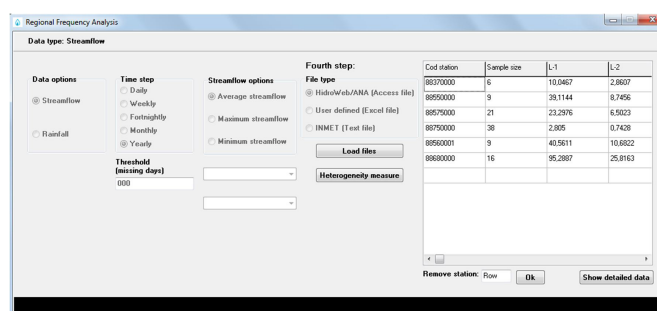 Regional Frequency Analysis
Data type: Streamflow
Data options
Streamflow
Rainfall
Time step
Daily
Weekly
Fortnightly
Monthly
Yearly
Threshold
(missing days)
000
Streamflow options
Average streamflow
Maximum streamflow
Minimum streamflow
Fourth step:
File type
HidroWeb/ANA (Access file)
User defined (Excel file)
INMET (Text file)
Load files
Heterogeneity measure
Cod station Sample size L-1 L-2
88370000 6 10,0467 2,8607
88550000 9 39,1144 8,7456
88575000 21 23,2976 6,5023
88750000 38 2,805 0,7428
88560001 9 40,5611 10,6822
88680000 16 95,2887 25,8163
Remove station: Row Ok Show detailed data